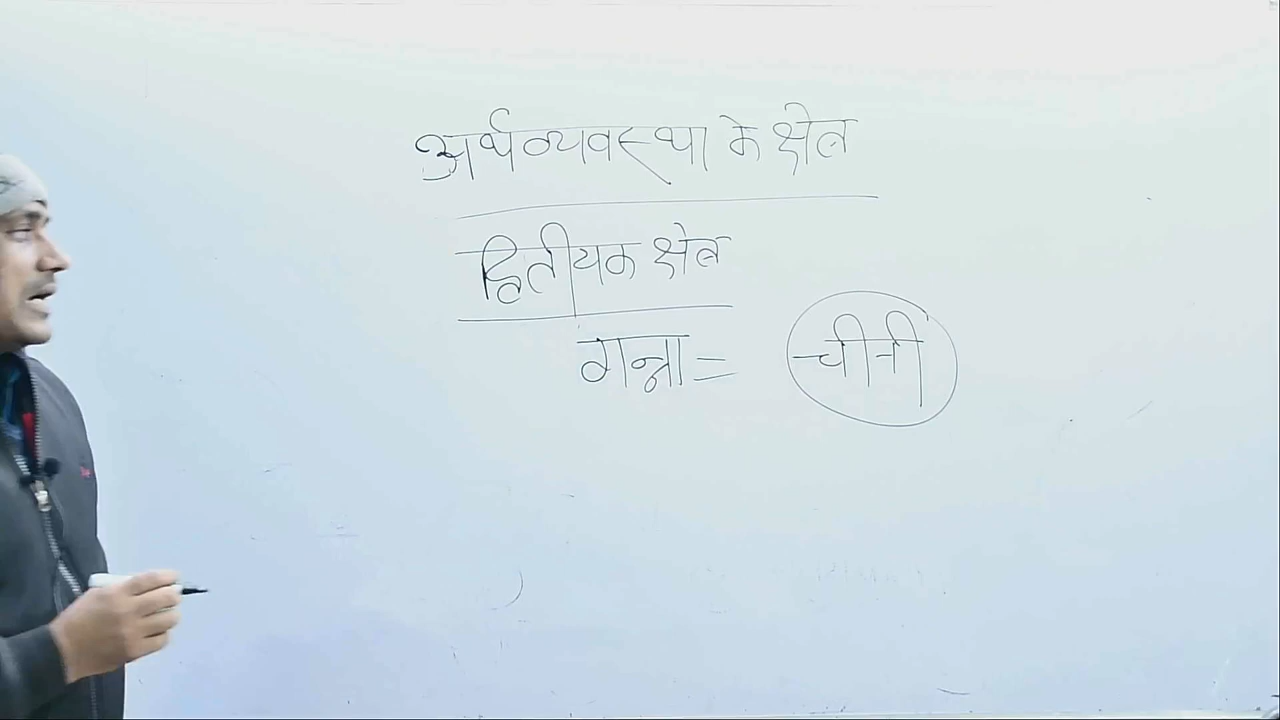 अर्थव्यवस्था के क्षेत्र
द्वितीयक क्षेत्र
गन्ना = चीनी